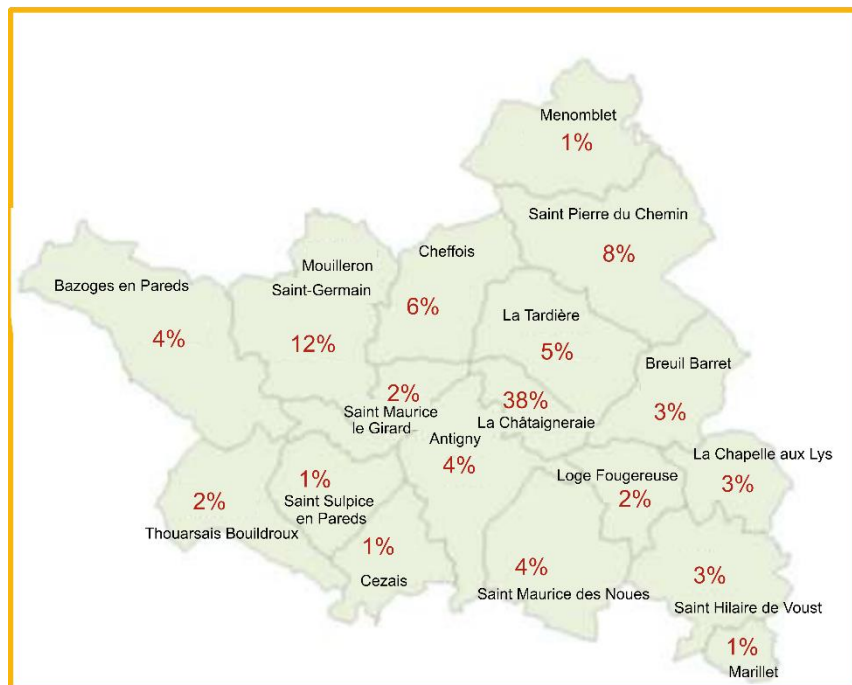 Menomblet
1%
Saint Pierre du Chemin
8%
Cheffois
6%
Mouilleron
Saint-Germain
12%
Bazoges en Pareds
4%
La Tardière
5%
Breuil Barret
3%
2%
Saint Maurice
le Girard
38%
La Châtaigneraie
Antigny
4%
La Chapelle aux Lys
3%
Loge Fougereuse
2%
1%
Saint Sulpice
en Pareds
2%
Thouarsais Bouildroux
1%
Cezais
4%
Saint Maurice des Noues
3%
Saint Hilaire de Voust
1%
Marillet